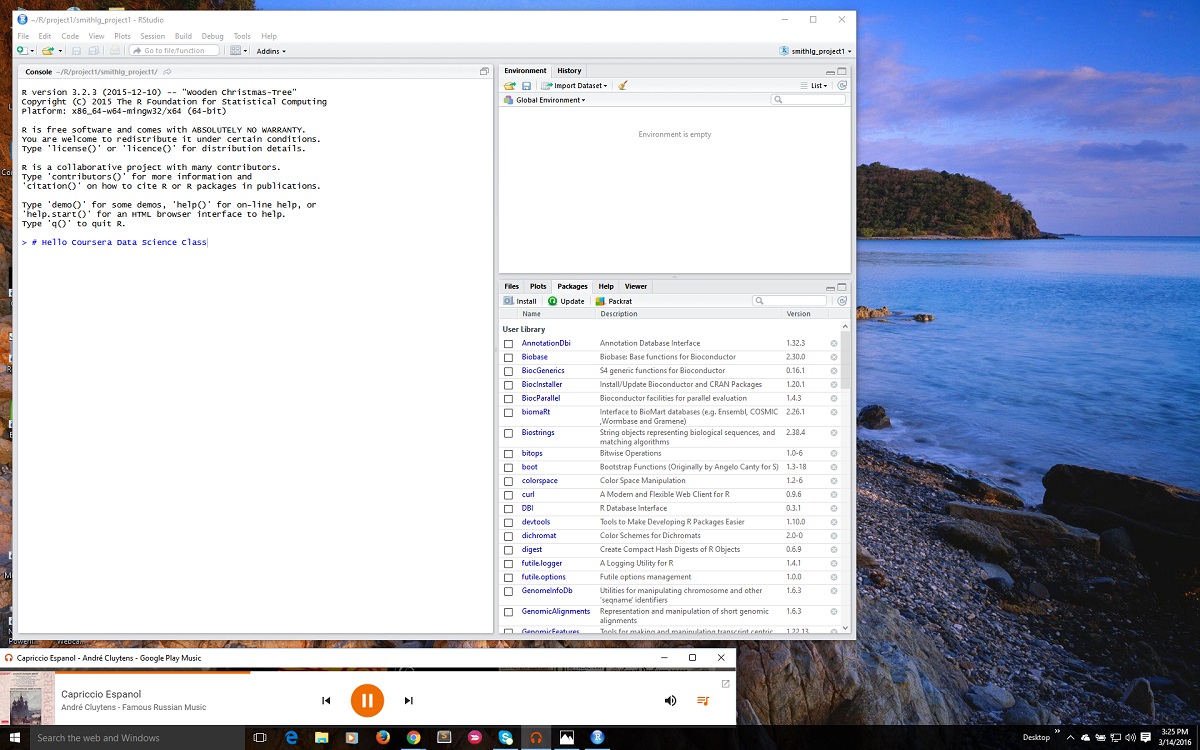 ~/R/project1/smithlg_project1 - RStudio
File Edit Code View Plots Session Build Debug Tools Help
Go to file/function Addins
smithlg_project1
Console ~/R/project1/smithlg_project1/
R version 3.2.3 (2015-12-10) -- "Wooden Christmas-Tree"
Copyright (C) 2015 The R Foundation for Statistical Computing
Platform: x86_64-w64-mingw32/x64 (64-bit)
R is free software and comes with ABSOLUTELY NO WARRANTY.
You are welcome to redistribute it under certain conditions.
Type 'license()' or 'licence()' for distribution details.
R is a collaborative project with many contributors.
Type 'contributors()' for more information and
'citation()' on how to cite R or R packages in publications.
Type 'demo()' for some demos, 'help()' for on-line help, or
'help.start()' for an HTML browser interface to help.
Type 'q()' to quit R.
> # Hello Coursera Data Science Class
Environment History
Import Dataset List
Global Environment
Environment is empty
Files Plots Packages Help Viewer
Install Update Packrat
Name Description Version
User Library
AnnotationDbi Annotation Database Interface 1.32.3
Biobase Biobase: Base functions for Bioconductor 2.30.0
BiocGenerics S4 generic functions for Bioconductor 0.16.1
BiocInstaller Install/Update Bioconductor and CRAN Packages 1.20.1
BiocParallel Bioconductor facilities for parallel evaluation 1.4.3
biomaRt Interface to BioMart databases (e.g. Ensembl, COSMIC 2.26.1
,Wormbase and Gramene)
Biostrings String objects representing biological sequences, and 2.38.4
matching algorithms
bitops Bitwise Operations 1.0-6
boot Bootstrap Functions (Originally by Angelo Canty for S) 1.3-18
colorspace Color Space Manipulation 1.2-6
curl A Modern and Flexible Web Client for R 0.9.6
DBI R Database Interface 0.3.1
devtools Tools to Make Developing R Packages Easier 1.10.0
dichromat Color Schemes for Dichromats 2.0-0
digest Create Compact Hash Digests of R Objects 0.6.9
futile.logger A Logging Utility for R 1.4.1
futile.options Futile options management 1.0.0
GenomeInfoDb Utilities for manipulating chromosome and other 1.6.3
'seqname' identifiers
GenomicAlignments Representation and manipulation of short genomic 1.6.3
alignments
GenomicFeatures Tools for making and manipulating transcript centric 1.22.13
Capriccio Espanol - André Cluytens - Google Play Music
Capriccio Espanol
André Cluytens - Famous Russian Music
Search the web and Windows
Desktop
3:25 PM
3/14/2016